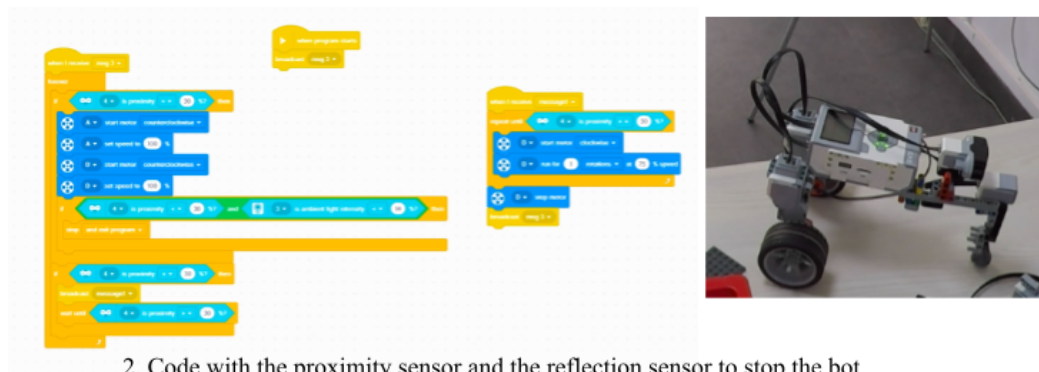 when program starts
broadcast msg 3
when I receive msg 3
forever
if 4 is proximity 30 %? then
A start motor counterclockwise
A set speed to 100 %
D start motor counterclockwise
D set speed to 100 %
if 4 is proximity 30 %? and 3 is ambient light intensity %? then
stop and exit program
if 4 is proximity 30 %? then
broadcast message1
wait until 4 is proximity 30 %?
when I receive message1
repeat until 4 is proximity 30 %?
D start motor clockwise
D run for 1 rotations at 75 % speed
D stop motor
broadcast msg 3
2. Code with the proximity sensor and the reflection sensor to stop the bot